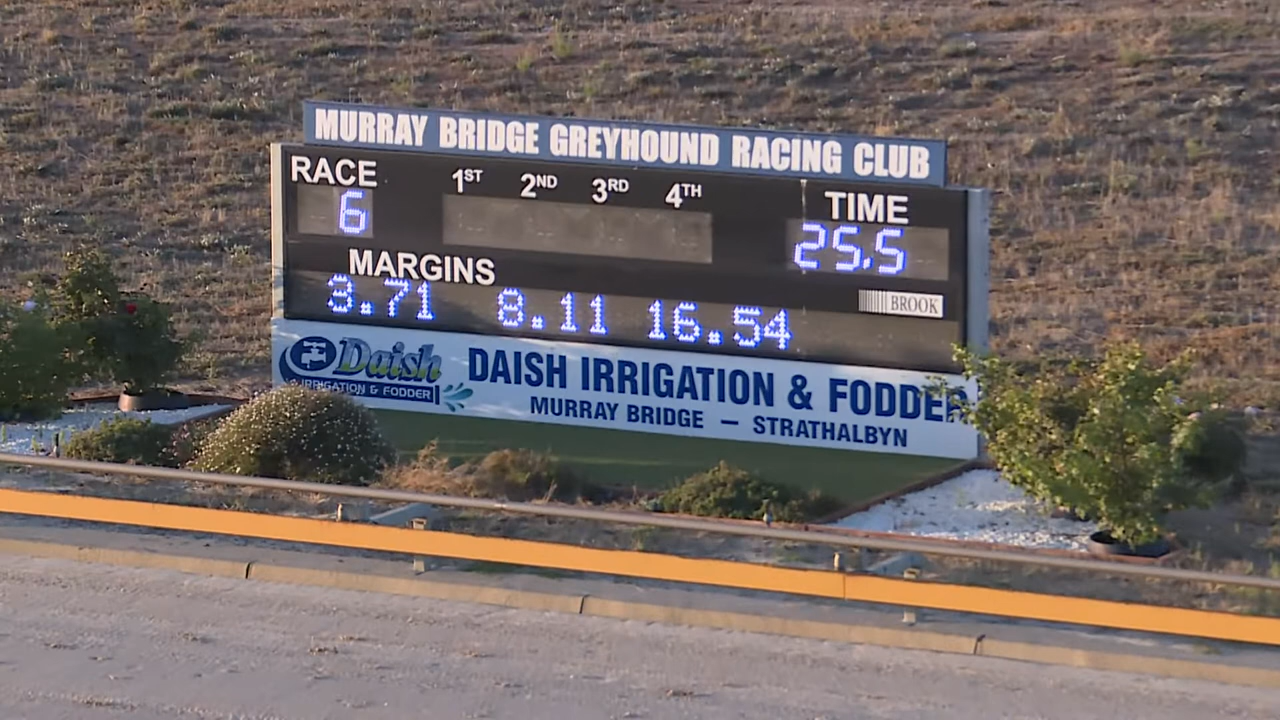 MURRAY BRIDGE GREYHOUND RACING CLUB
RACE 1ST 2ND 3RD 4TH TIME
6 25.5
MARGINS
3.71 8.11 16.54
BROOK
Daish
IRRIGATION & FODDER
DAISH IRRIGATION & FODDER
MURRAY BRIDGE — STRATHALBYN